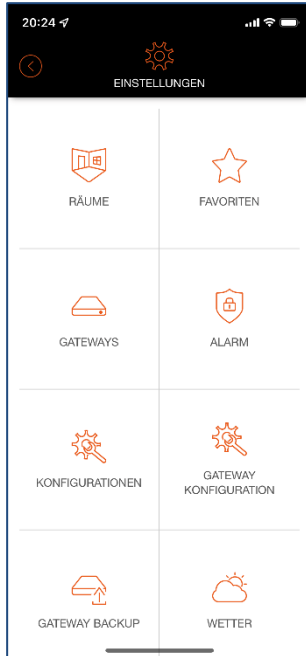 20:24
EINSTELLUNGEN
RÄUME
FAVORITEN
GATEWAYS
ALARM
KONFIGURATIONEN
GATEWAY
KONFIGURATION
GATEWAY BACKUP
WETTER